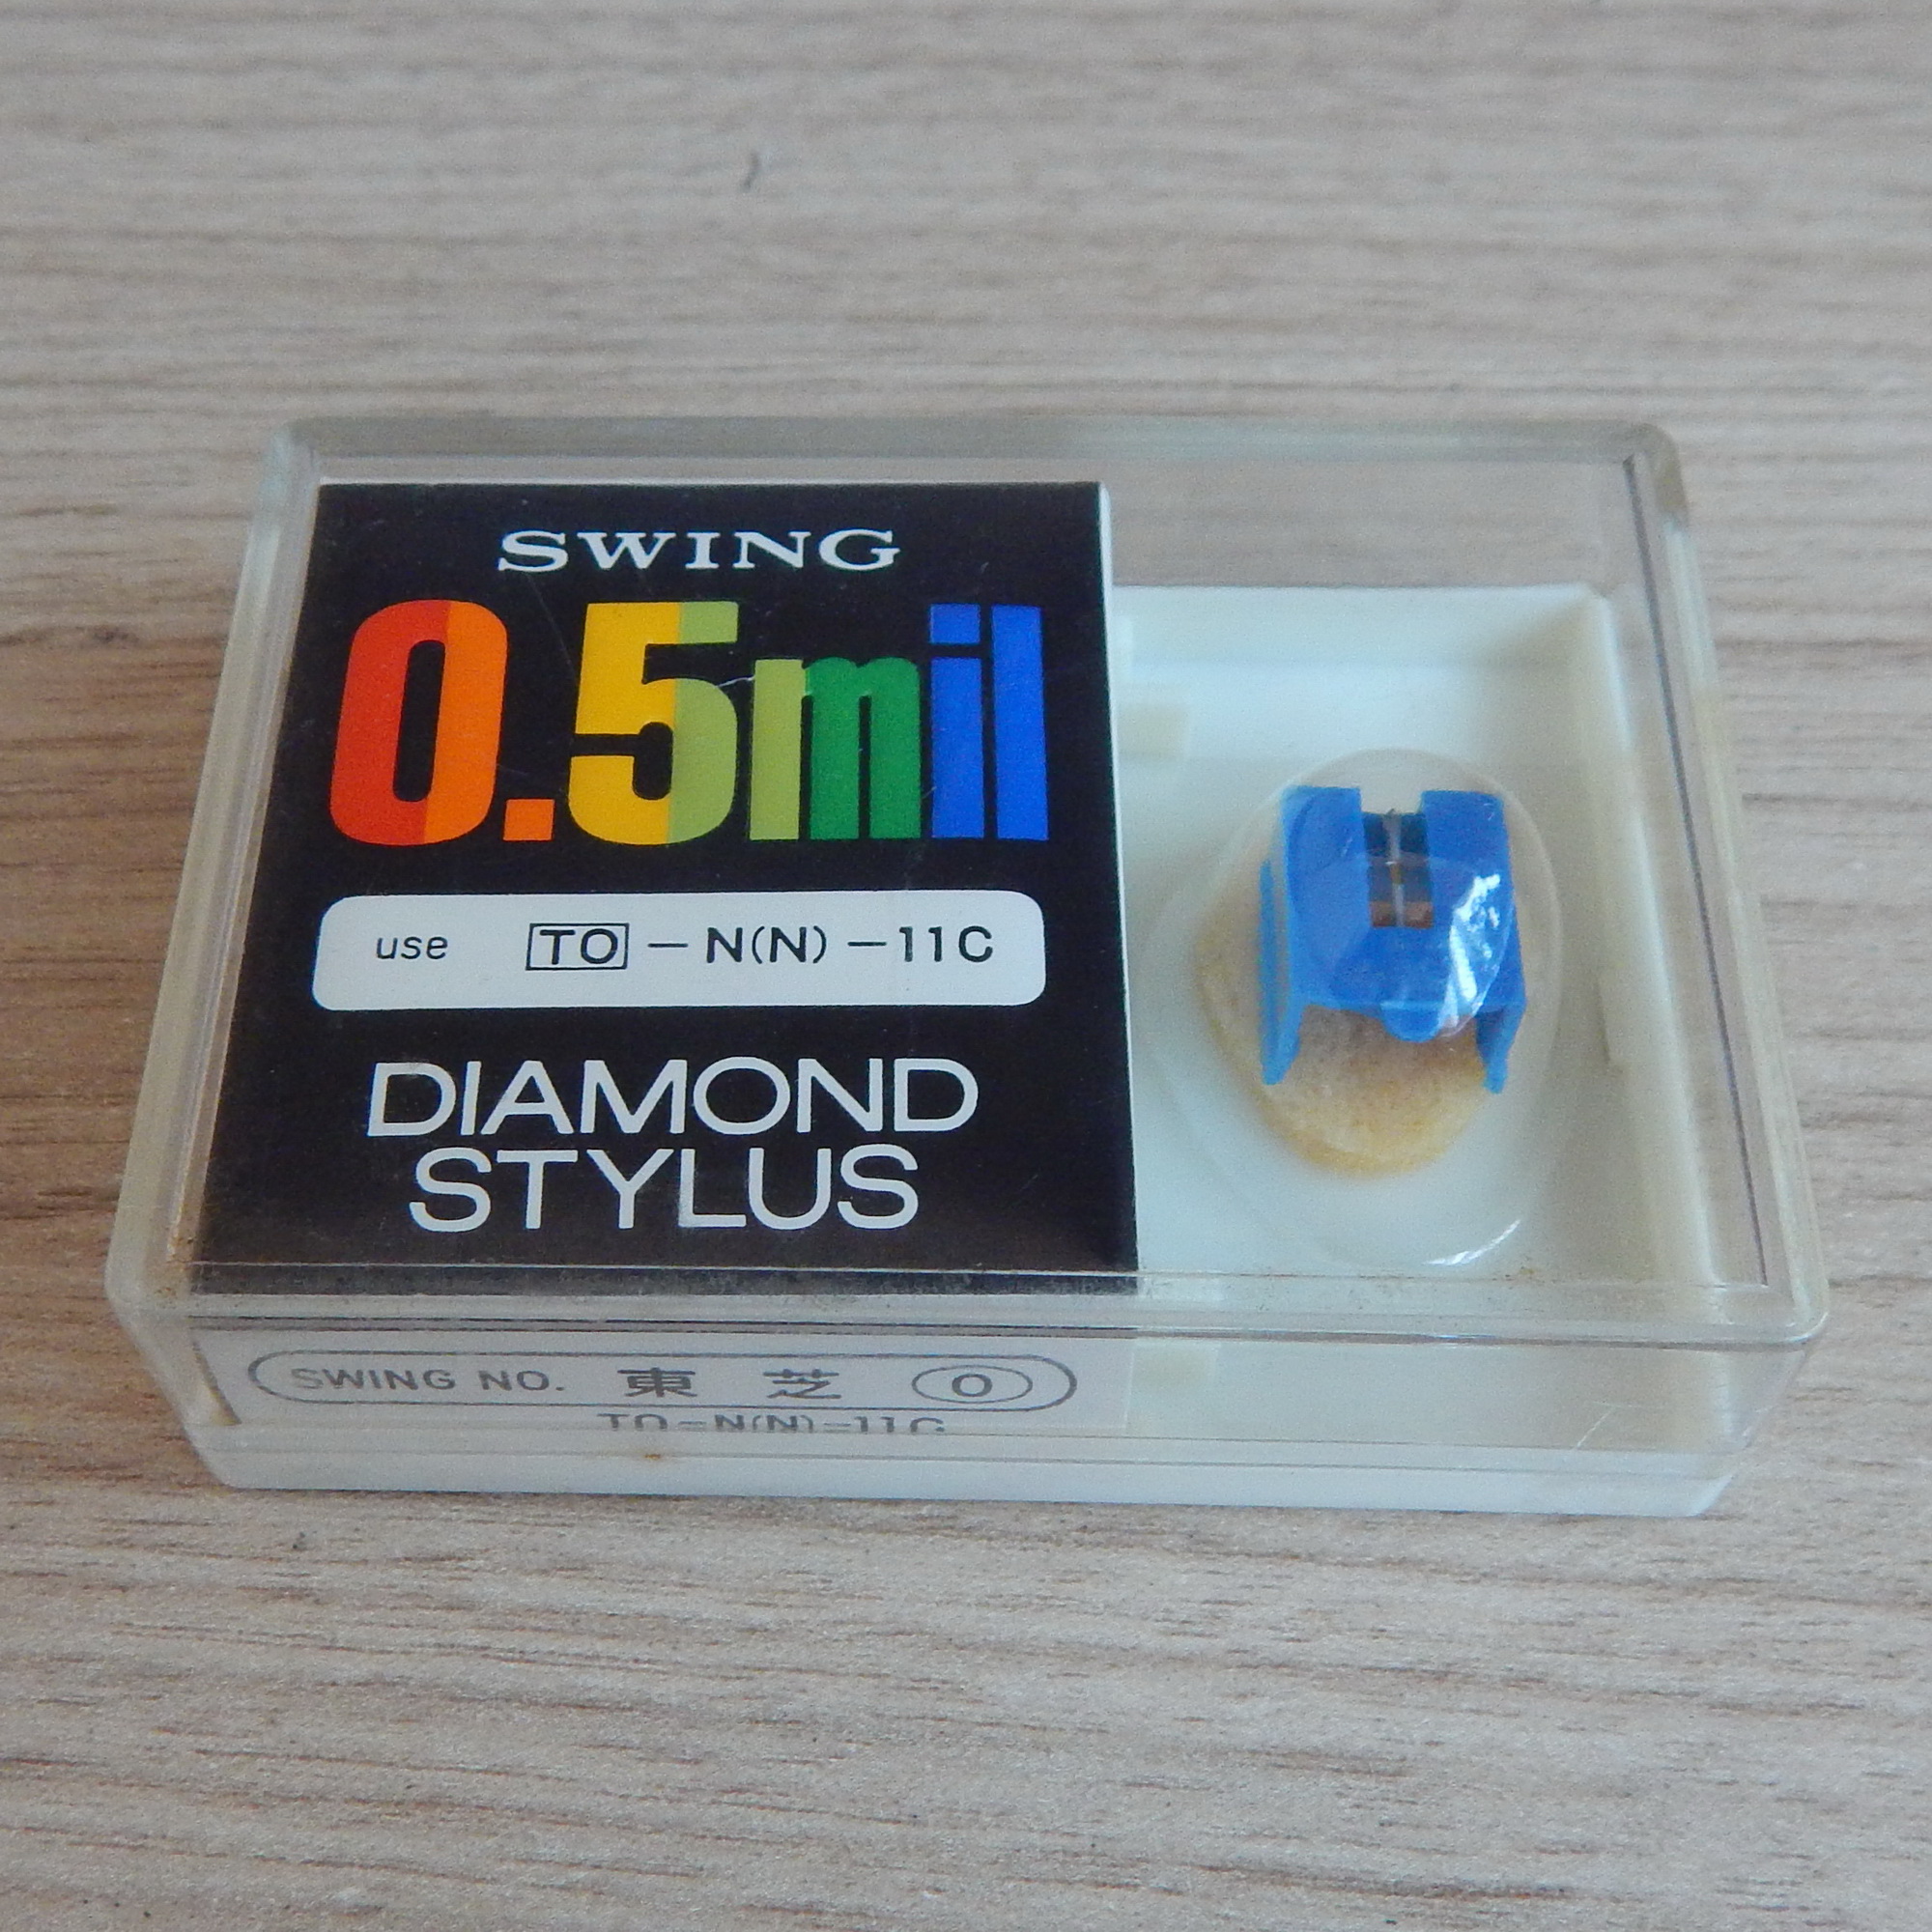 SWING
0.5mil
use TO－N(N)－11C
DIAMOND
STYLUS
SWING NO. 東 芝 O
TO－N(N)－11C